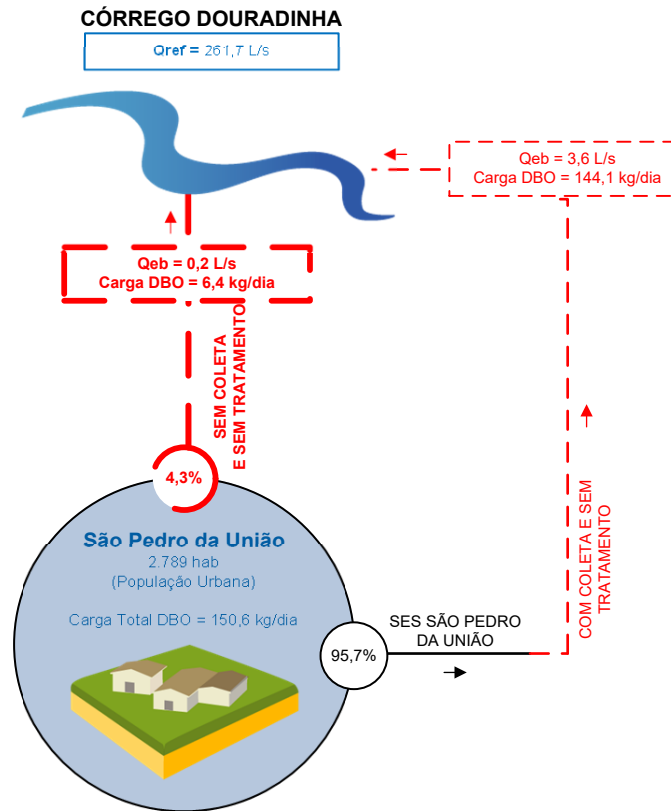 CÓRREGO DOURADINHA
Qref = 261,7 L/s
Qeb = 3,6 L/s
Carga DBO = 144,1 kg/dia
Qeb = 0,2 L/s
Carga DBO = 6,4 kg/dia
SEM COLETA
E SEM TRATAMENTO
COM COLETA E SEM
TRATAMENTO
4,3%
São Pedro da União
2.789 hab
(População Urbana)
Carga Total DBO = 150,6 kg/dia
SES SÃO PEDRO
DA UNIÃO
95,7%